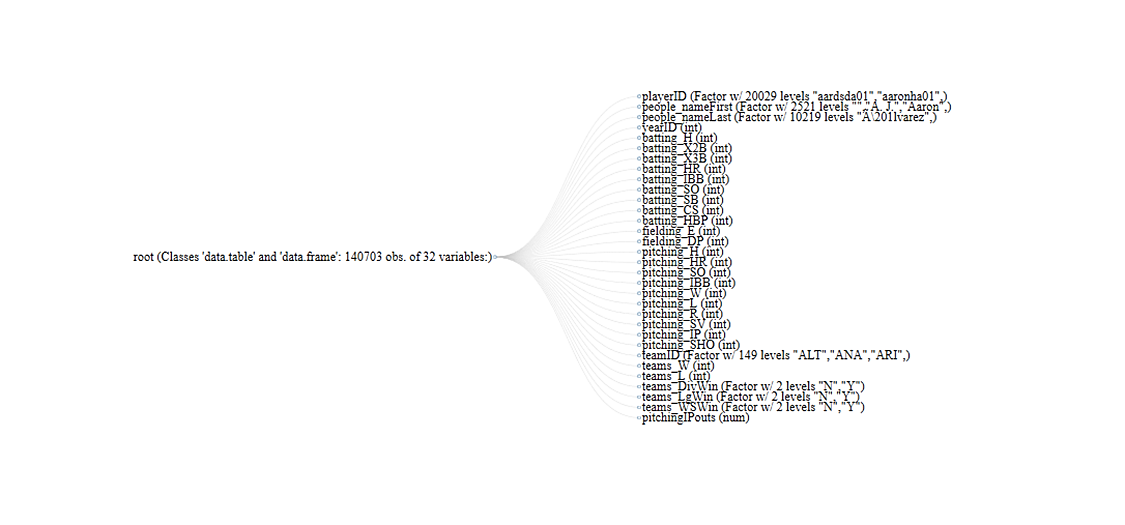 root (Classes 'data.table' and 'data.frame': 140703 obs. of 32 variables:)
playerID (Factor w/ 20029 levels "aardsda01","aaronha01",)
people_nameFirst (Factor w/ 2521 levels "","A. J.","Aaron",)
people_nameLast (Factor w/ 10219 levels "A\201lvarez",)
yearID (int)
batting_H (int)
batting_X2B (int)
batting_X3B (int)
batting_HR (int)
batting_IBB (int)
batting_SO (int)
batting_SB (int)
batting_CS (int)
batting_HBP (int)
fielding_E (int)
fielding_DP (int)
pitching_H (int)
pitching_HR (int)
pitching_SO (int)
pitching_IBB (int)
pitching_W (int)
pitching_L (int)
pitching_R (int)
pitching_SV (int)
pitching_IP (int)
pitching_SHO (int)
teamID (Factor w/ 149 levels "ALT","ANA","ARI",)
teams_W (int)
teams_L (int)
teams_DivWin (Factor w/ 2 levels "N","Y")
teams_LgWin (Factor w/ 2 levels "N","Y")
teams_WSWin (Factor w/ 2 levels "N","Y")
pitchingIPouts (num)